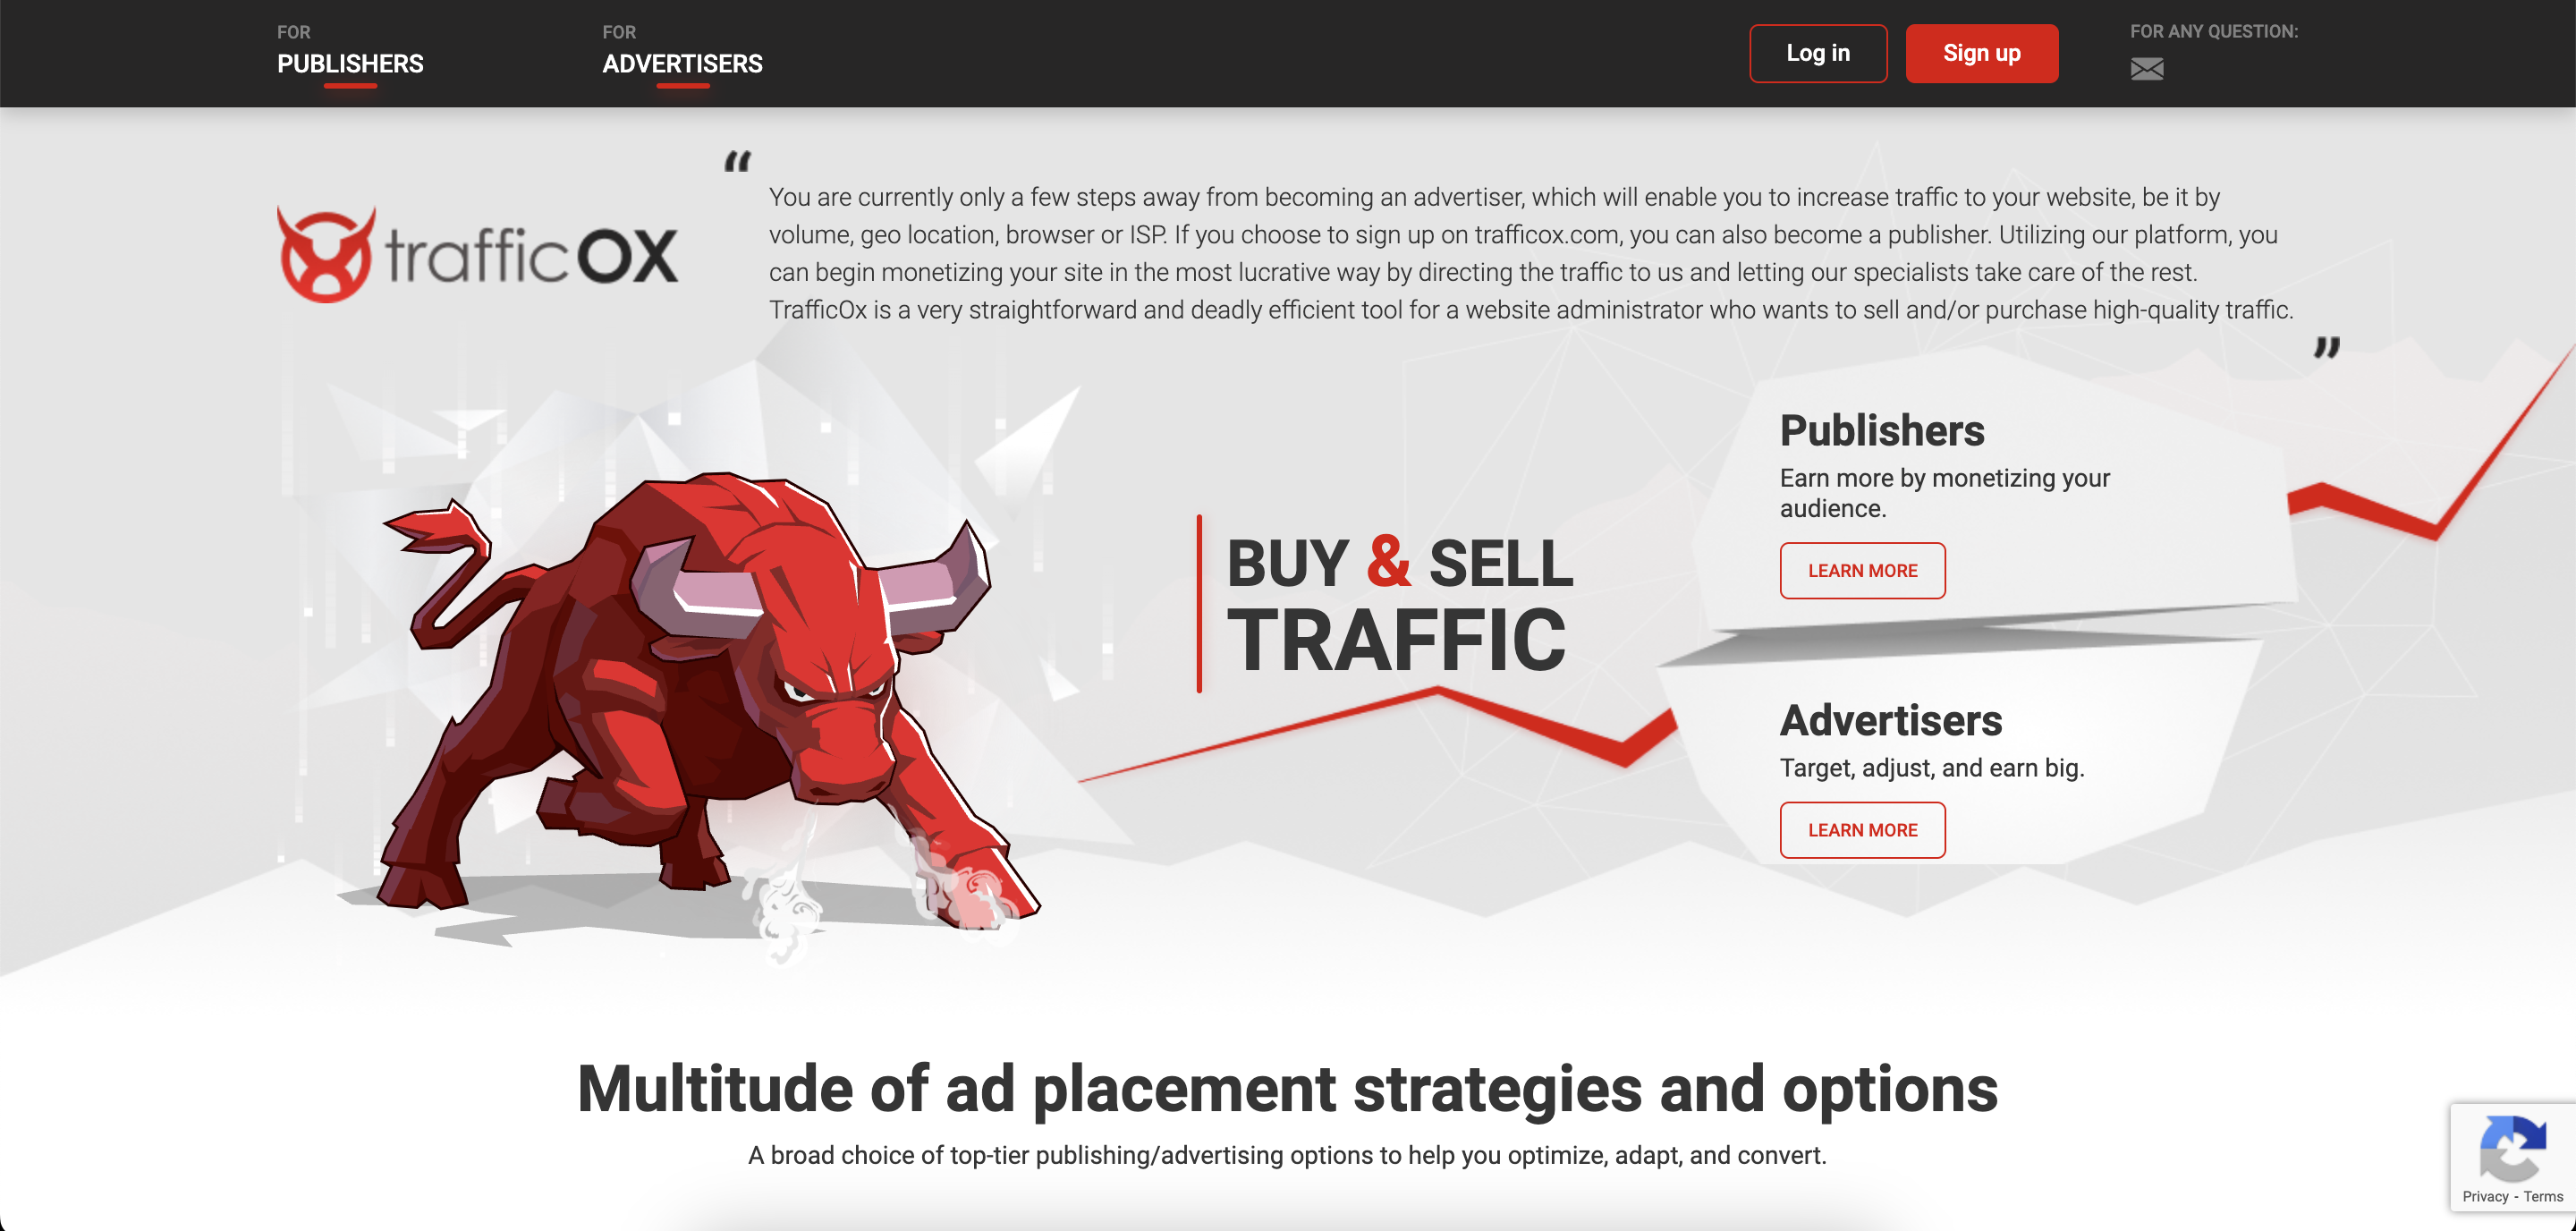 FOR
PUBLISHERS
FOR
ADVERTISERS
Log in
Sign up
FOR ANY QUESTION:
trafficOX
“
You are currently only a few steps away from becoming an advertiser, which will enable you to increase traffic to your website, be it by
volume, geo location, browser or ISP. If you choose to sign up on trafficox.com, you can also become a publisher. Utilizing our platform, you
can begin monetizing your site in the most lucrative way by directing the traffic to us and letting our specialists take care of the rest.
TrafficOx is a very straightforward and deadly efficient tool for a website administrator who wants to sell and/or purchase high-quality traffic.
”
BUY & SELL
TRAFFIC
Publishers
Earn more by monetizing your
audience.
LEARN MORE
Advertisers
Target, adjust, and earn big.
LEARN MORE
Multitude of ad placement strategies and options
A broad choice of top-tier publishing/advertising options to help you optimize, adapt, and convert.
Privacy - Terms